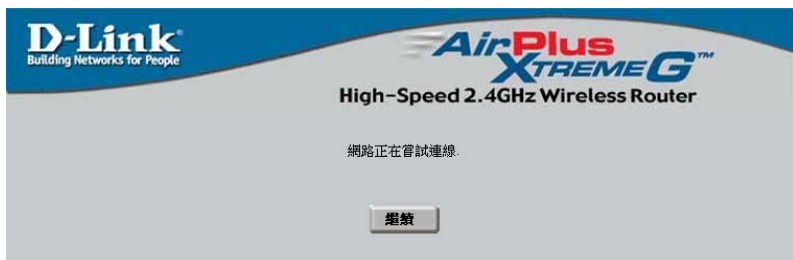 D-Link
Building Networks for People
AirPlus
XTREME G™
High-Speed 2.4GHz Wireless Router
網路正在嘗試連線.
繼續